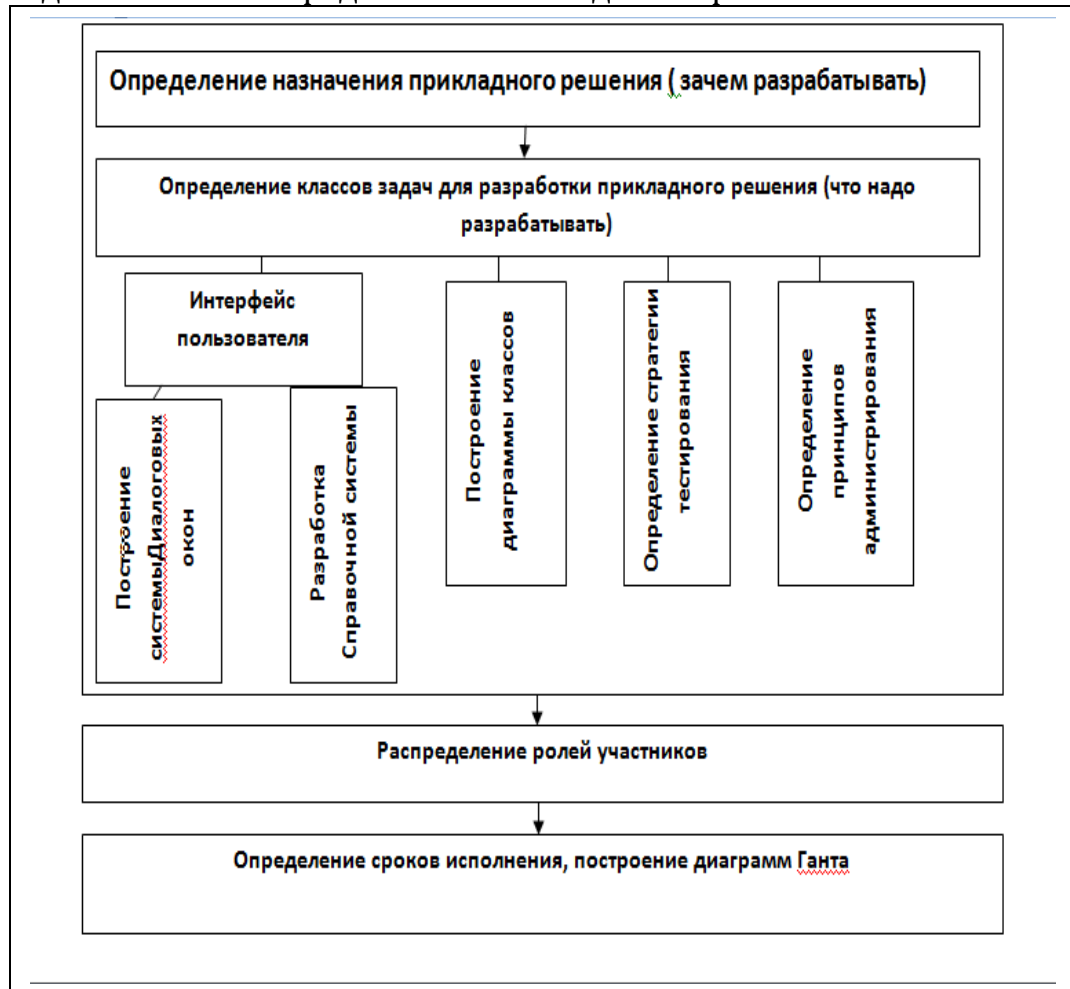 Определение назначения прикладного решения ( зачем разрабатывать)
Определение классов задач для разработки прикладного решения (что надо
разрабатывать)
Интерфейс
пользователя
Построение
системыДиалоговых
окон
Разработка
Справочной системы
Построение
диаграммы классов
Определение стратегии
тестирования
Определение
принципов
администрирования
Распределение ролей участников
Определение сроков исполнения, построение диаграмм Ганта